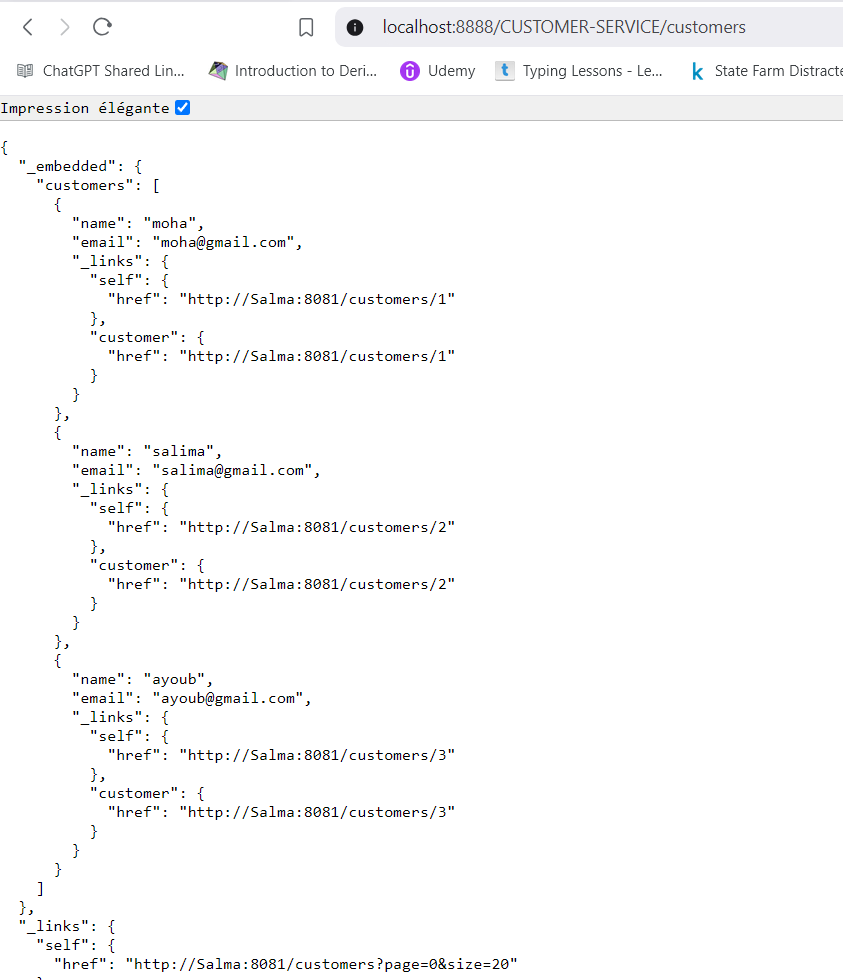 localhost:8888/CUSTOMER-SERVICE/customers
ChatGPT Shared Lin... Introduction to Deri... Udemy Typing Lessons - Le... State Farm Distracte
Impression élégante
{
  "_embedded": {
    "customers": [
      {
        "name": "moha",
        "email": "moha@gmail.com",
        "_links": {
          "self": {
            "href": "http://Salma:8081/customers/1"
          },
          "customer": {
            "href": "http://Salma:8081/customers/1"
          }
        }
      },
      {
        "name": "salima",
        "email": "salima@gmail.com",
        "_links": {
          "self": {
            "href": "http://Salma:8081/customers/2"
          },
          "customer": {
            "href": "http://Salma:8081/customers/2"
          }
        }
      },
      {
        "name": "ayoub",
        "email": "ayoub@gmail.com",
        "_links": {
          "self": {
            "href": "http://Salma:8081/customers/3"
          },
          "customer": {
            "href": "http://Salma:8081/customers/3"
          }
        }
      }
    ]
  },
  "_links": {
    "self": {
      "href": "http://Salma:8081/customers?page=0&size=20"